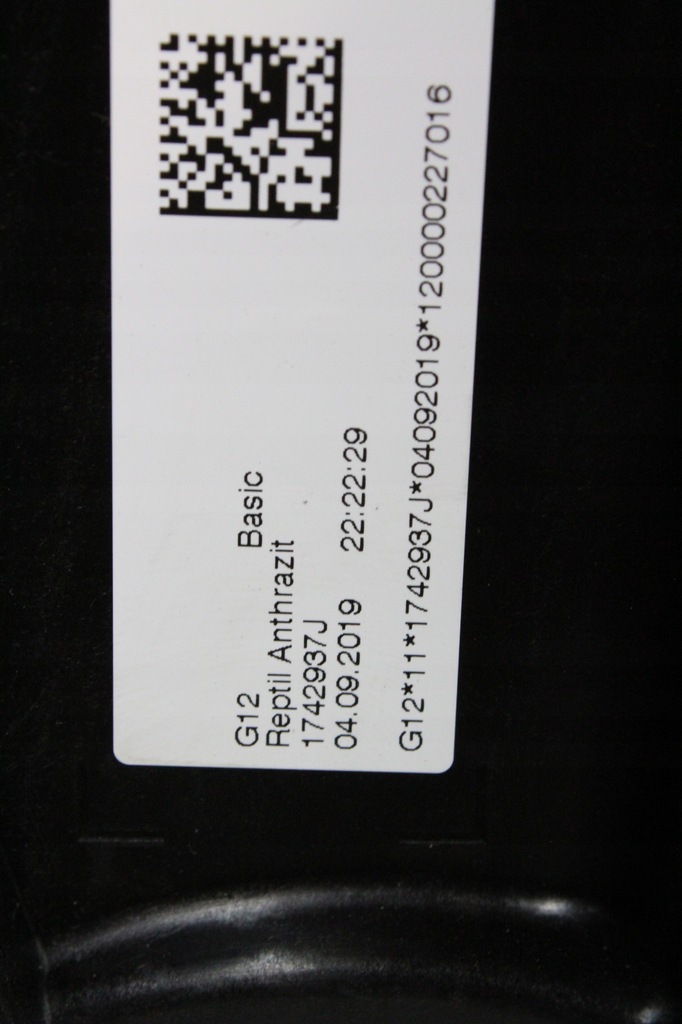 G12 Basic
Reptil Anthrazit
1742937J
04.09.2019 22:22:29
G12*11*1742937J*04092019*1200000227016